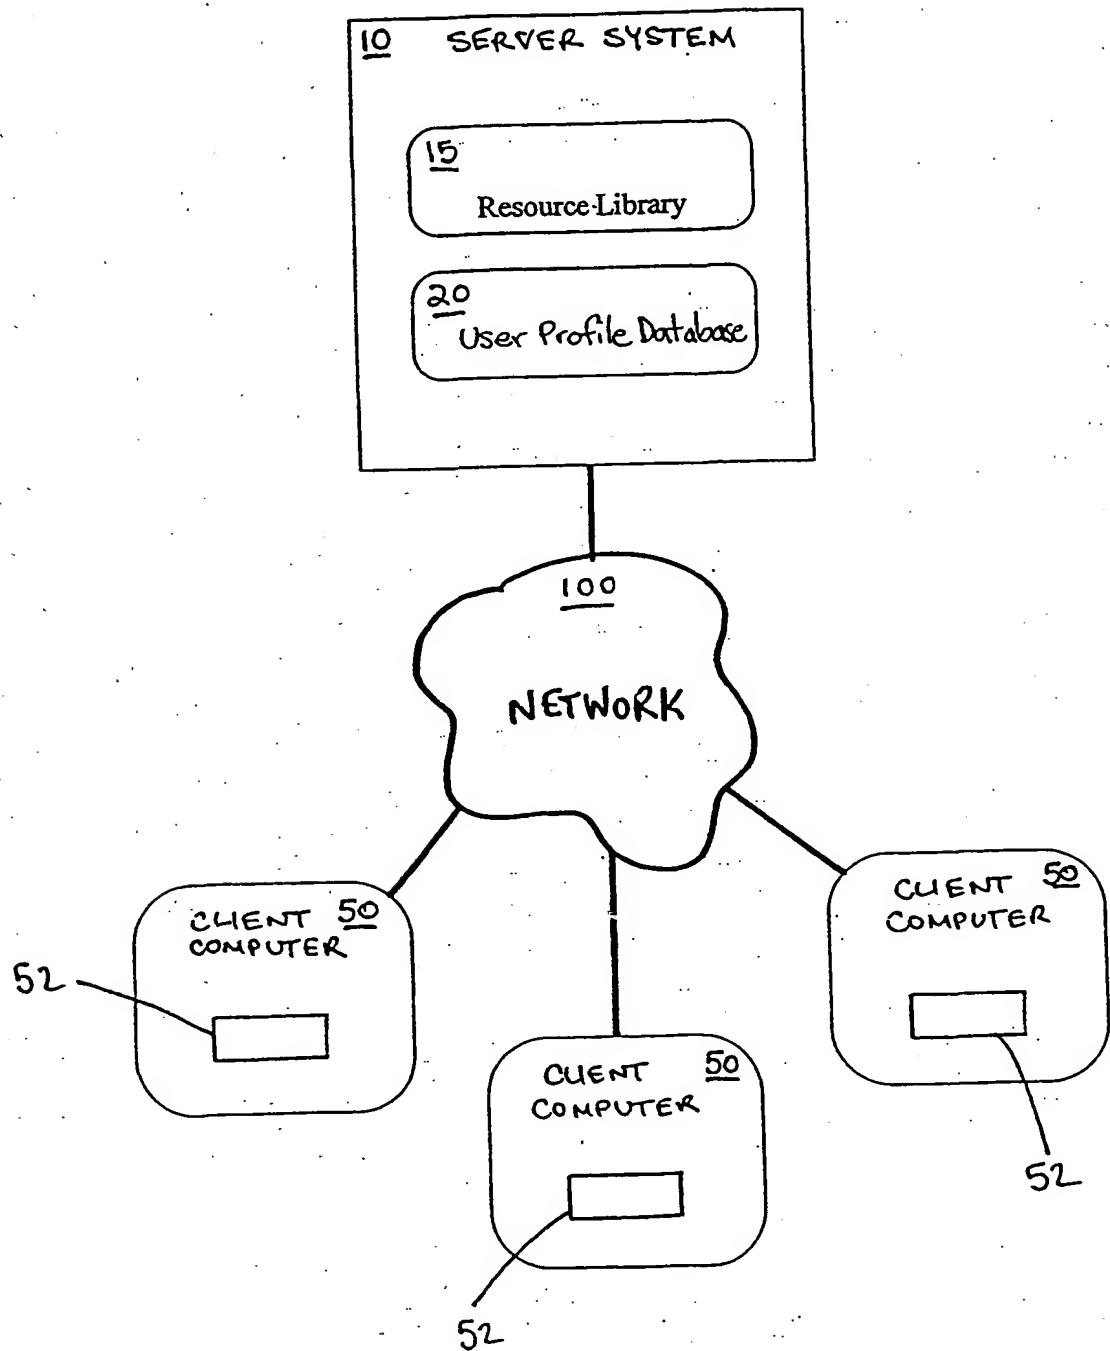 10 SERVER SYSTEM
15
Resource Library
20
User Profile Database
100
NETWORK
CLIENT 50
COMPUTER
52
CLIENT 50
COMPUTER
52
CLIENT 50
COMPUTER
52